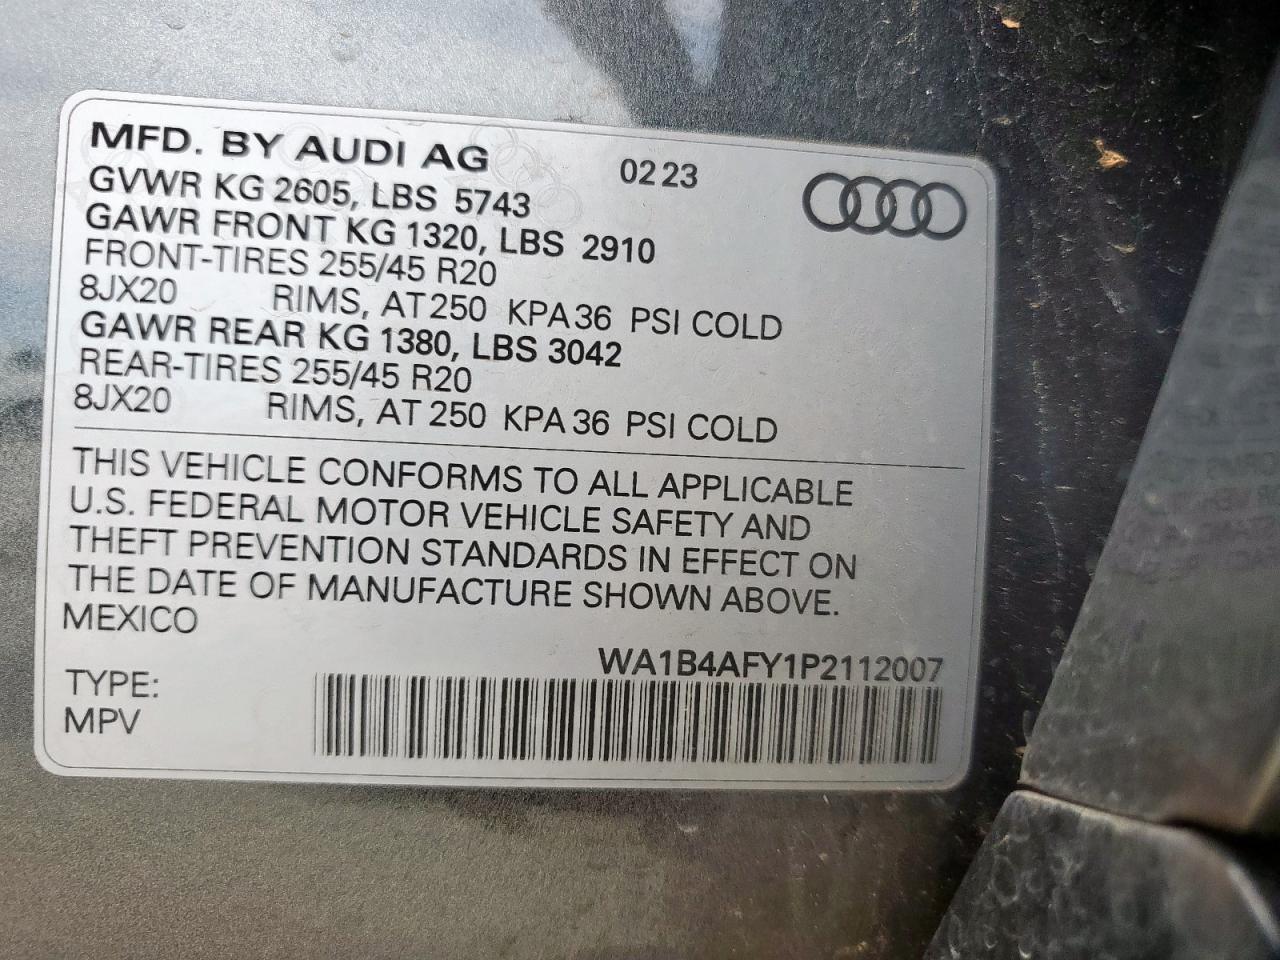 MFD. BY AUDI AG 02 23
GVWR KG 2605, LBS 5743
GAWR FRONT KG 1320, LBS 2910
FRONT-TIRES 255/45 R20
8JX20 RIMS, AT 250 KPA 36 PSI COLD
GAWR REAR KG 1380, LBS 3042
REAR-TIRES 255/45 R20
8JX20 RIMS, AT 250 KPA 36 PSI COLD
THIS VEHICLE CONFORMS TO ALL APPLICABLE
U.S. FEDERAL MOTOR VEHICLE SAFETY AND
THEFT PREVENTION STANDARDS IN EFFECT ON
THE DATE OF MANUFACTURE SHOWN ABOVE.
MEXICO
WA1B4AFY1P2112007
TYPE:
MPV